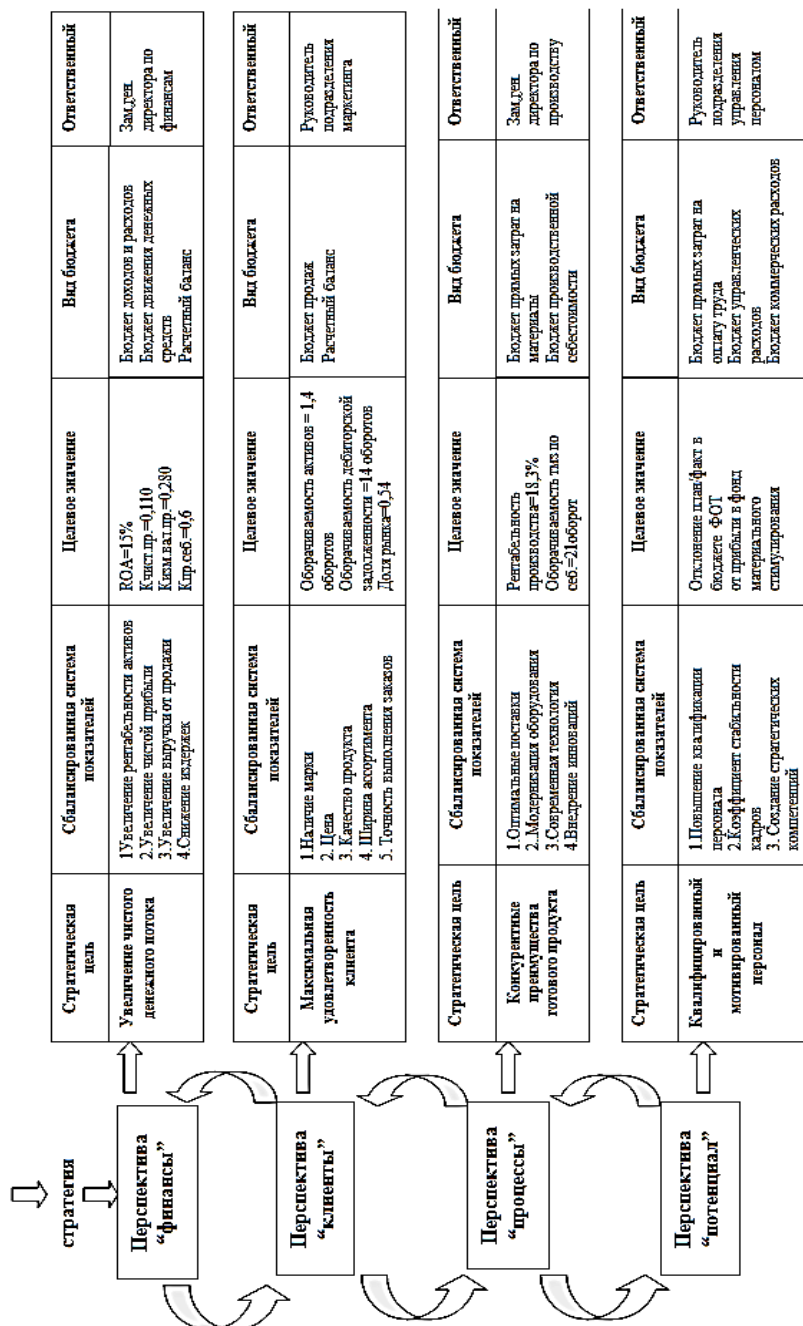 стратегия
Перспектива
“финансы”
Стратегическая
цель
Сбалансированная система
показателей
Целевое значение
Вид бюджета
Ответственный
Увеличение чистого
денежного потока
1Увеличение рентабельности активов
2.Увеличение чистой прибыли
3.Увеличение выручки от продажи
4.Снижение издержек
ROA=15%
Кчист.пр.=0,110
Кизм.вал.пр.=0,280
Кпр.себ.=0,6
Бюджет доходов и расходов
Бюджет движения денежных
средств
Расчетный баланс
Зам.ген.
директора по
финансам
Перспектива
“клиенты”
Стратегическая
цель
Сбалансированная система
показателей
Целевое значение
Вид бюджета
Ответственный
Максимальная
удовлетворенность
клиента
1.Наличие марки
2. Цена
3. Качество продукта
4. Ширина ассортимента
5. Точность выполнения заказов
Оборачиваемость активов = 1,4
оборотов
Оборачиваемость дебиторской
задолженности =14 оборотов
Доля рынка=0,54
Бюджет продаж
Расчетный баланс
Руководитель
подразделения
маркетинга
Перспектива
“процессы”
Стратегическая цель
Сбалансированная система
показателей
Целевое значение
Вид бюджета
Ответственный
Конкурентные
преимущества
готового продукта
1.Оптимальные поставки
2.Модернизация оборудования
3.Современная технология
4.Внедрение инноваций
Рентабельность
производства=18,3%
Оборачиваемость тмз по
себ.=21оборот
Бюджет прямых затрат на
материалы
Бюджет производственной
себестоимости
Зам.ген.
директора по
производству
Перспектива
“потенциал”
Стратегическая цель
Сбалансированная система
показателей
Целевое значение
Вид бюджета
Ответственный
Квалифицированный
и
мотивированный
персонал
1.Повышение квалификации
персонала
2.Коэффициент стабильности
кадров
3. Создание стратегических
компетенций
Отклонение план/факт в
бюджете ФОТ
от прибыли в фонд
материального
стимулирования
Бюджет прямых затрат на
оплату труда
Бюджет управленческих
расходов
Бюджет коммерческих расходов
Руководитель
подразделения
управления
персоналом